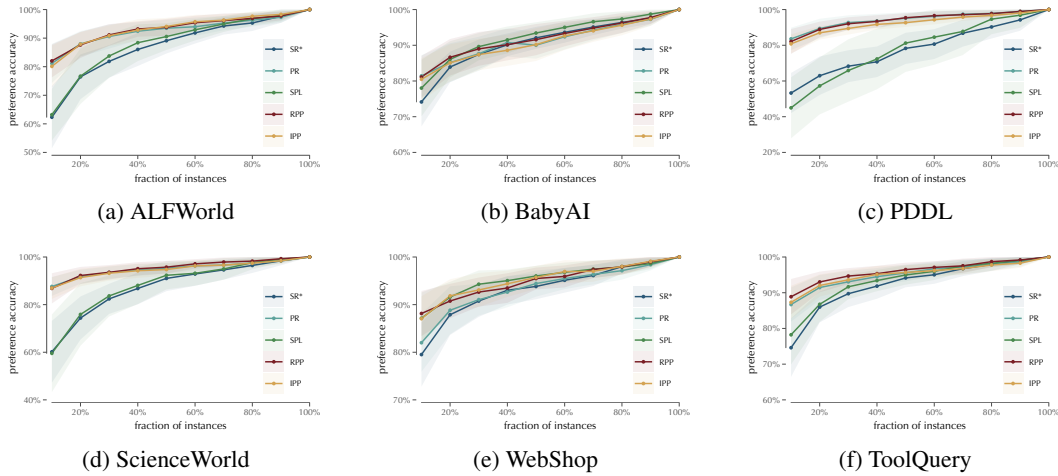 preference accuracy
100%
90%
80%
70%
60%
50%
20%
40%
60%
80%
100%
fraction of instances
SR*
PR
SPL
RPP
IPP
(a) ALFWorld
preference accuracy
100%
90%
80%
70%
60%
20%
40%
60%
80%
100%
fraction of instances
SR*
PR
SPL
RPP
IPP
(b) BabyAI
preference accuracy
100%
80%
60%
40%
20%
20%
40%
60%
80%
100%
fraction of instances
SR*
PR
SPL
RPP
IPP
(c) PDDL
preference accuracy
100%
80%
60%
40%
20%
40%
60%
80%
100%
fraction of instances
SR*
PR
SPL
RPP
IPP
(d) ScienceWorld
preference accuracy
100%
90%
80%
70%
20%
40%
60%
80%
100%
fraction of instances
SR*
PR
SPL
RPP
IPP
(e) WebShop
preference accuracy
100%
90%
80%
70%
60%
20%
40%
60%
80%
100%
fraction of instances
SR*
PR
SPL
RPP
IPP
(f) ToolQuery